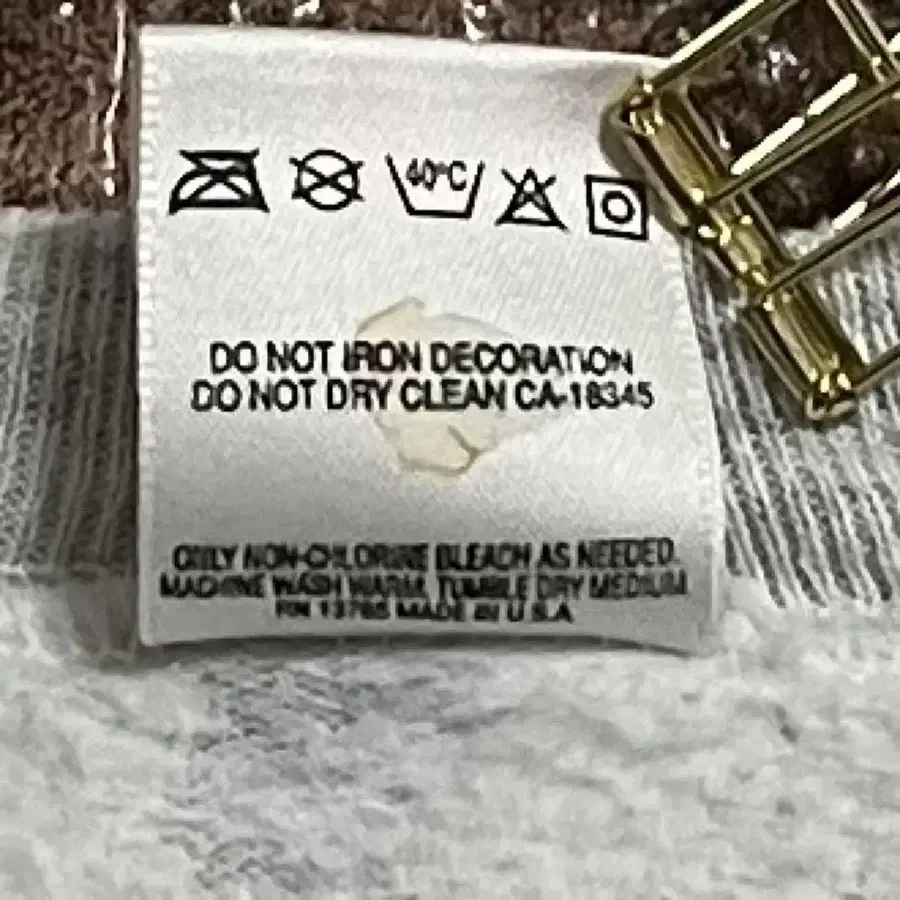 40°C
DO NOT IRON DECORATION
DO NOT DRY CLEAN CA-18345
ONLY NON-CHLORINE BLEACH AS NEEDED.
MACHINE WASH WARM. TUMBLE DRY MEDIUM.
RN 13765 MADE IN U.S.A